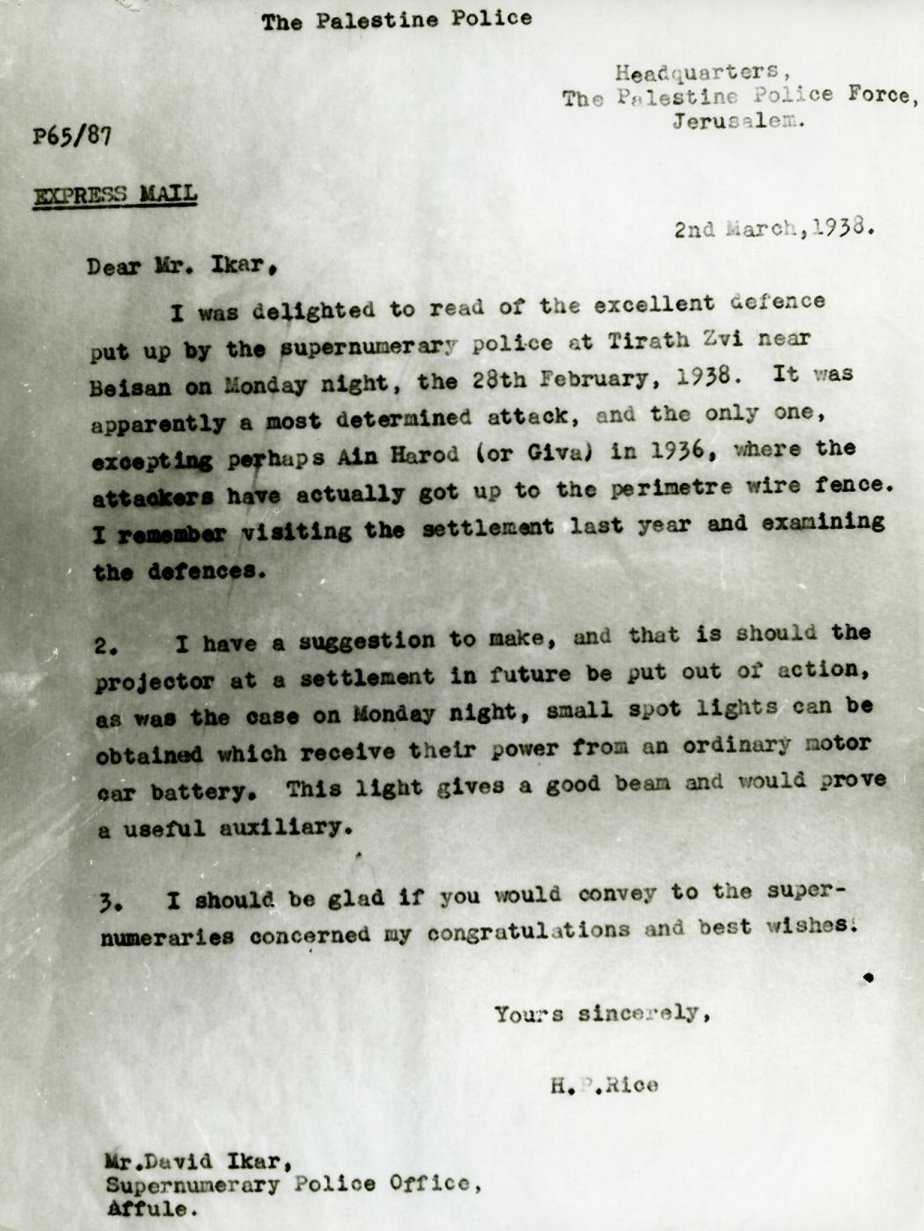 The Palestine Police
Headquarters,
The Palestine Police Force,
Jerusalem.
P65/87
EXPRESS MAIL
2nd March,1938.
Dear Mr. Ikar,
I was delighted to read of the excellent defence
put up by the supernumerary police at Tirath Zvi near
Beisan on Monday night, the 28th February, 1938. It was
apparently a most determined attack, and the only one,
excepting perhaps Ain Harod (or Giva) in 1936, where the
attackers have actually got up to the perimetre wire fence.
I remember visiting the settlement last year and examining
the defences.
2. I have a suggestion to make, and that is should the
projector at a settlement in future be put out of action,
as was the case on Monday night, small spot lights can be
obtained which receive their power from an ordinary motor
car battery. This light gives a good beam and would prove
a useful auxiliary.
3. I should be glad if you would convey to the super-
numeraries concerned my congratulations and best wishes.
Yours sincerely,
H.P.Rice
Mr.David Ikar,
Supernumerary Police Office,
Affule.